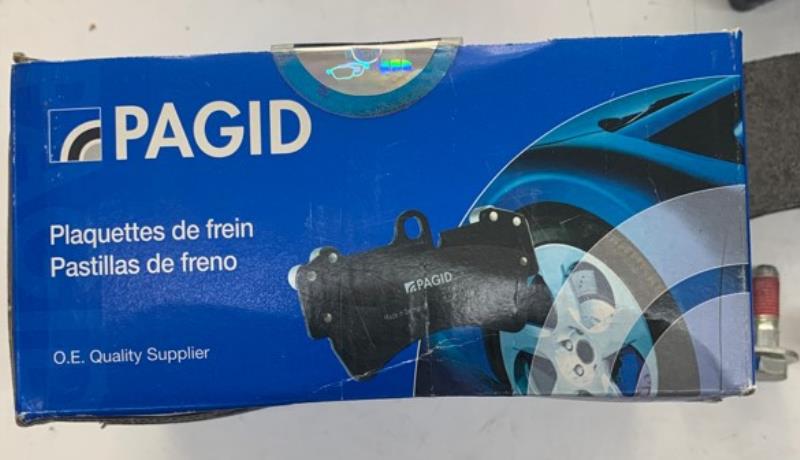 PAGID
Plaquettes de frein
Pastillas de freno
PAGID
O.E. Quality Supplier